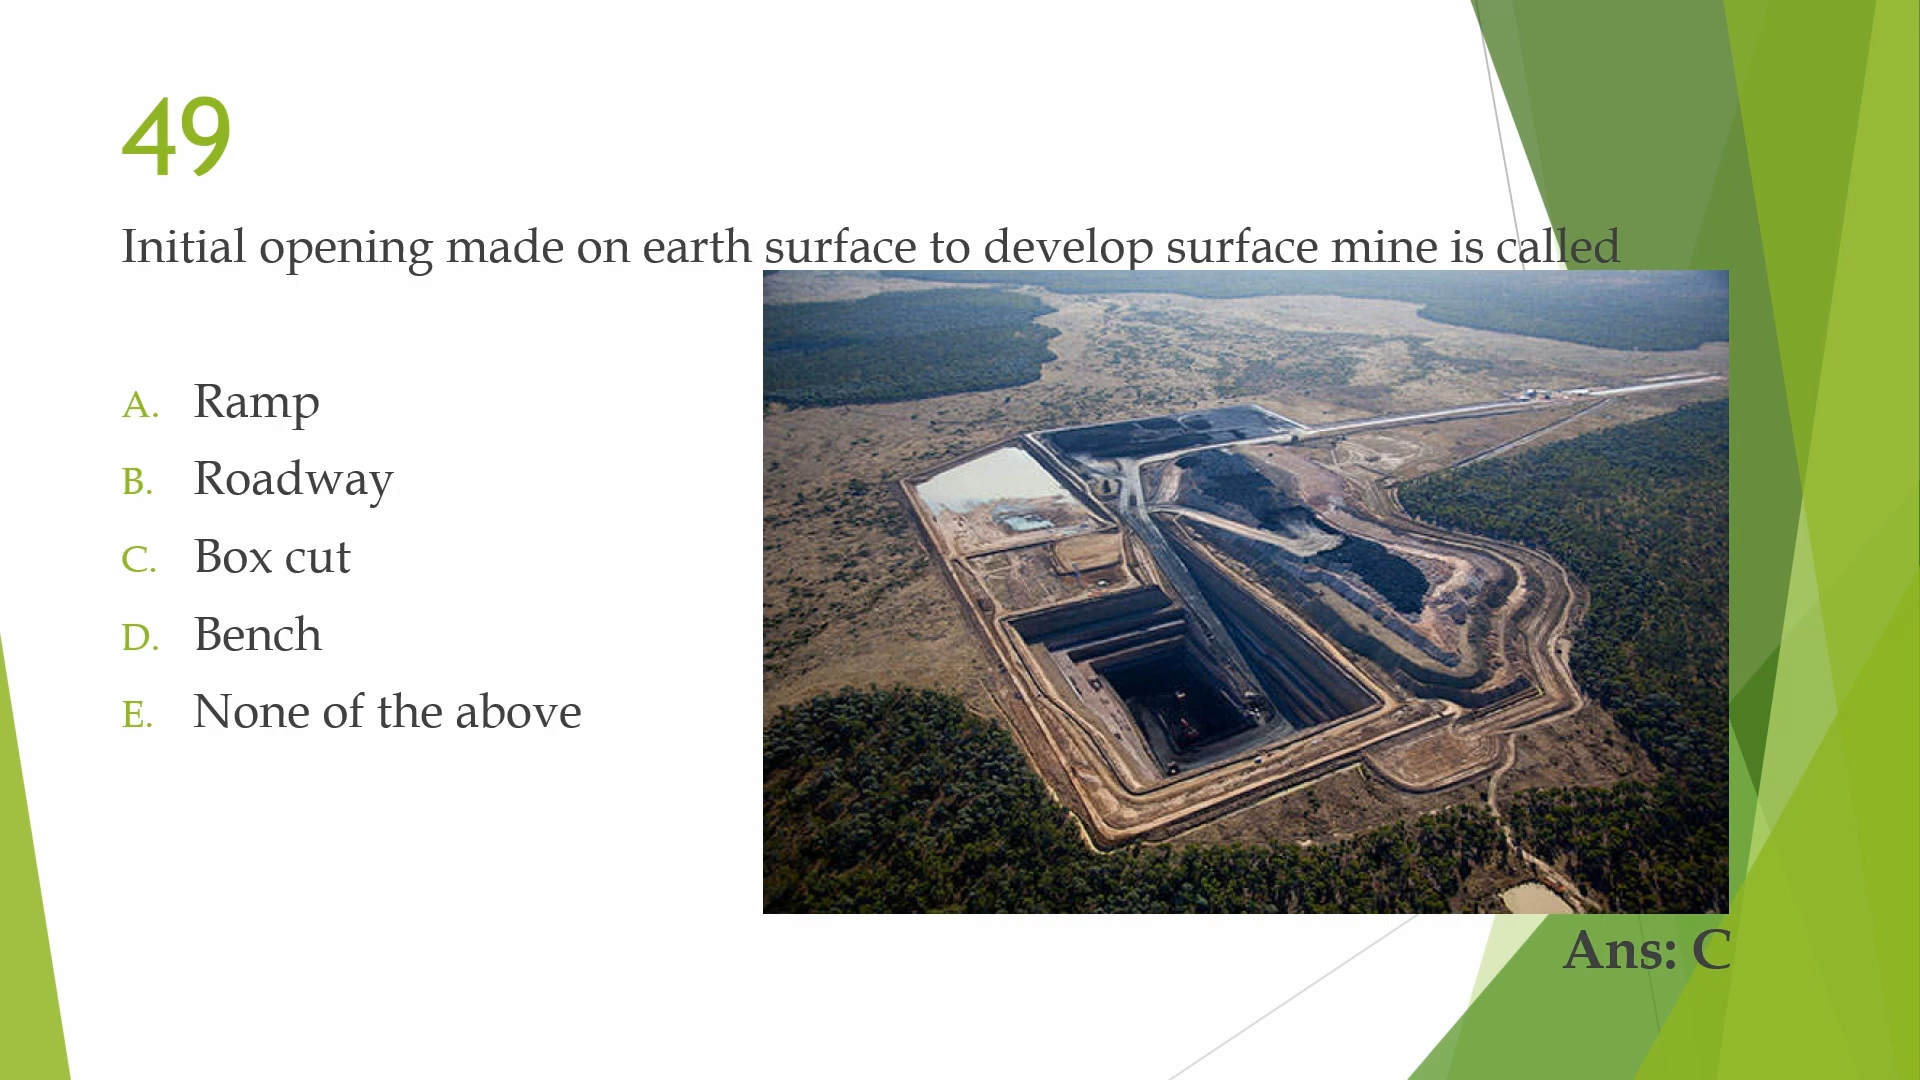 49
Initial opening made on earth surface to develop surface mine is called
A. Ramp
B. Roadway
C. Box cut
D. Bench
E. None of the above
Ans: C